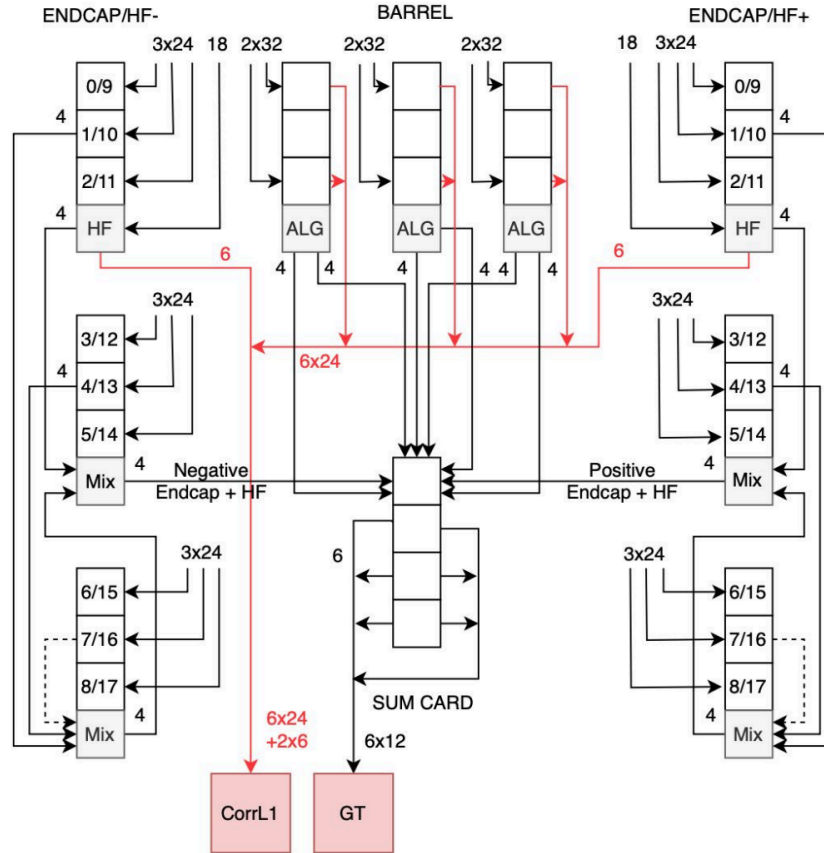 ENDCAP/HF-
BARREL
ENDCAP/HF+
3x24
18
2x32
2x32
2x32
18
3x24
0/9
0/9
4
1/10
1/10
4
2/11
2/11
4
HF
ALG
ALG
ALG
HF
4
6
6
4
4
4
4
4
4
3x24
3x24
3/12
3/12
6x24
4
4/13
4/13
4
5/14
5/14
Mix
4
Negative
Endcap + HF
Positive
Endcap + HF
4
Mix
3x24
6
3x24
6/15
6/15
7/16
7/16
8/17
8/17
SUM CARD
Mix
4
4
Mix
6x24
+2x6
6x12
CorrL1
GT